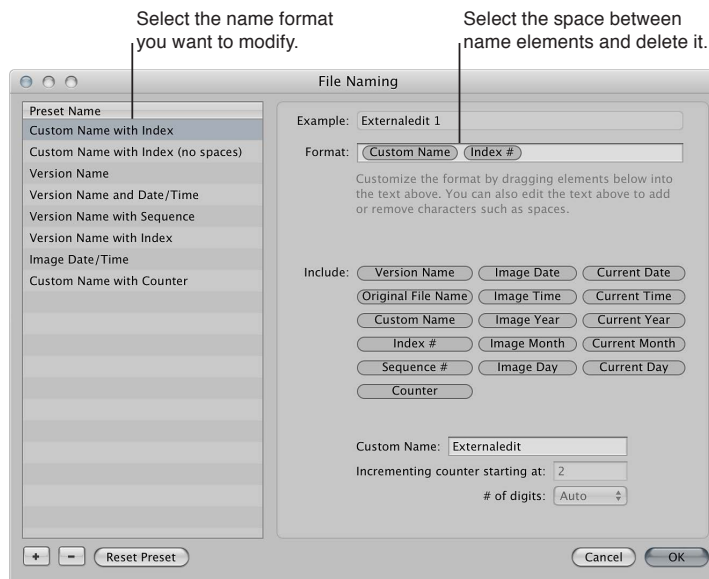 Select the name format
you want to modify.
Select the space between
name elements and delete it.
File Naming
Preset Name
Custom Name with Index
Custom Name with Index (no spaces)
Version Name
Version Name and Date/Time
Version Name with Sequence
Version Name with Index
Image Date/Time
Custom Name with Counter
Example: Externaledit 1
Format: Custom Name Index #
Customize the format by dragging elements below into
the text above. You can also edit the text above to add
or remove characters such as spaces.
Include: Version Name Image Date Current Date
Original File Name Image Time Current Time
Custom Name Image Year Current Year
Index # Image Month Current Month
Sequence # Image Day Current Day
Counter
Custom Name: Externaledit
Incrementing counter starting at: 2
# of digits: Auto
+ - Reset Preset Cancel OK